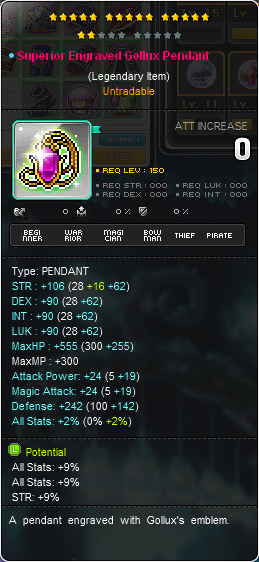 Superior Engraved Gollux Pendant
(Legendary Item)
Untradable
ATT INCREASE
0
REQ LEV : 150
REQ STR : 000
REQ LUK : 000
REQ DEX : 000
REQ INT : 000
0
0 %
0 %
BEGINNER WARRIOR MAGICIAN BOWMAN THIEF PIRATE
Type: PENDANT
STR : +106 (28 +16 +62)
DEX : +90 (28 +62)
INT : +90 (28 +62)
LUK : +90 (28 +62)
MaxHP : +555 (300 +255)
MaxMP : +300
Attack Power: +24 (5 +19)
Magic Attack: +24 (5 +19)
Defense: +242 (100 +142)
All Stats: +2% (0% +2%)
L Potential
All Stats: +9%
All Stats: +9%
STR: +9%
A pendant engraved with Gollux's emblem.